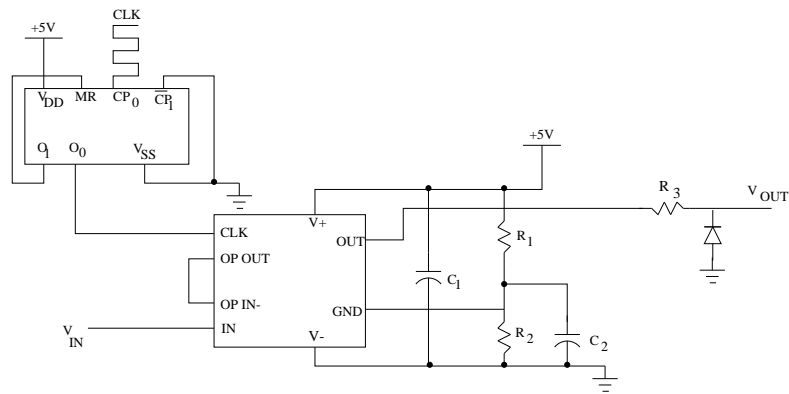 CLK
+5V
VDD MR CP0 CP1
O1 O0 VSS
+5V
R3 VOUT
V+
CLK OUT R1
OP OUT
C1
OP IN- GND
VIN IN R2 C2
V-